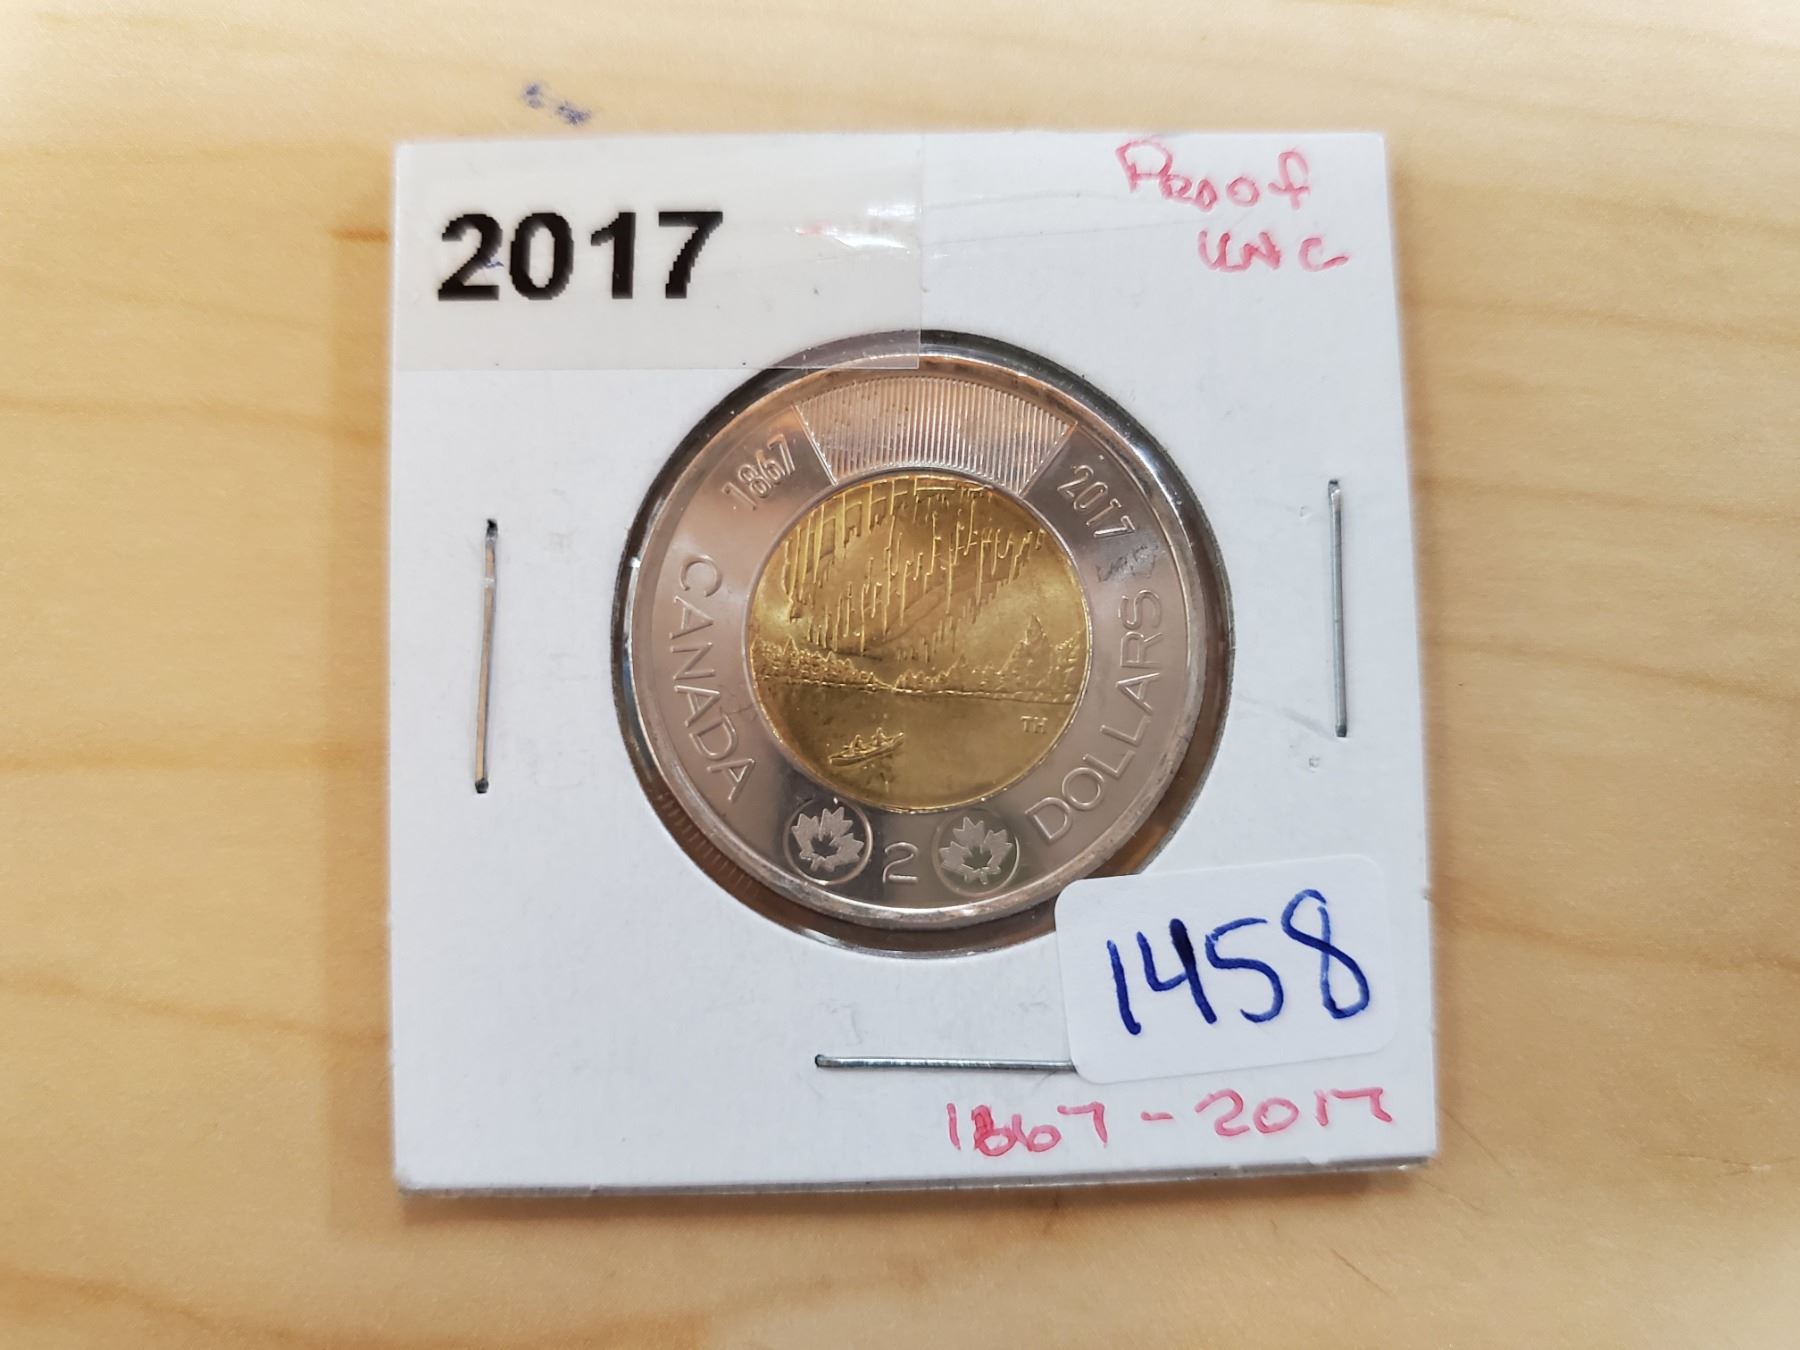 2017
Proof
UNC
1867
2017
CANADA
2
DOLLARS
TH
1458
1867-2017